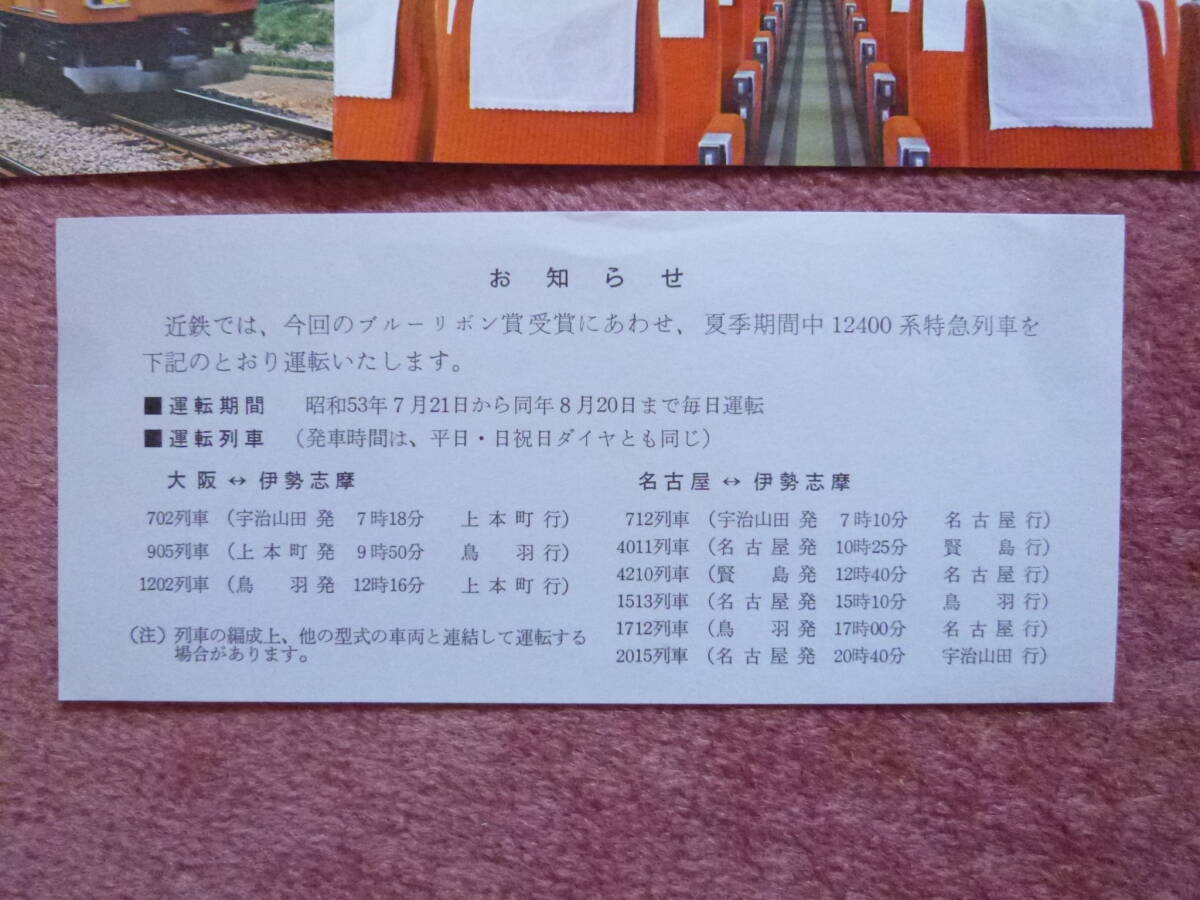 お知らせ
近鉄では、今回のブルーリボン賞受賞にあわせ、夏季期間中12400系特急列車を
下記のとおり運転いたします。
■運転期間 昭和53年7月21日から同年8月20日まで毎日運転
■運転列車 （発車時間は、平日・日祝日ダイヤとも同じ）
大阪↔伊勢志摩
702列車（宇治山田発 7時18分 上本町行）
905列車（上本町発 9時50分 鳥羽行）
1202列車（鳥羽発 12時16分 上本町行）
（注）列車の編成上、他の型式の車両と連結して運転する
場合があります。
名古屋↔伊勢志摩
712列車（宇治山田発 7時10分 名古屋行）
4011列車（名古屋発 10時25分 賢島行）
4210列車（賢島発 12時40分 名古屋行）
1513列車（名古屋発 15時10分 鳥羽行）
1712列車（鳥羽発 17時00分 名古屋行）
2015列車（名古屋発 20時40分 宇治山田行）